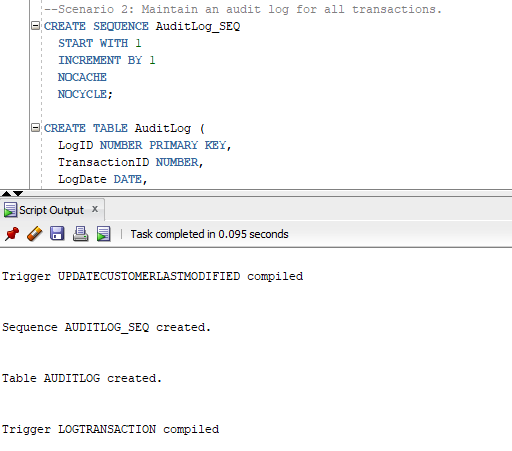 --Scenario 2: Maintain an audit log for all transactions.
CREATE SEQUENCE AuditLog_SEQ
START WITH 1
INCREMENT BY 1
NOCACHE
NOCYCLE;
CREATE TABLE AuditLog (
LogID NUMBER PRIMARY KEY,
TransactionID NUMBER,
LogDate DATE,
Script Output x
Task completed in 0.095 seconds
Trigger UPDATECUSTOMERLASTMODIFIED compiled
Sequence AUDITLOG_SEQ created.
Table AUDITLOG created.
Trigger LOGTRANSACTION compiled